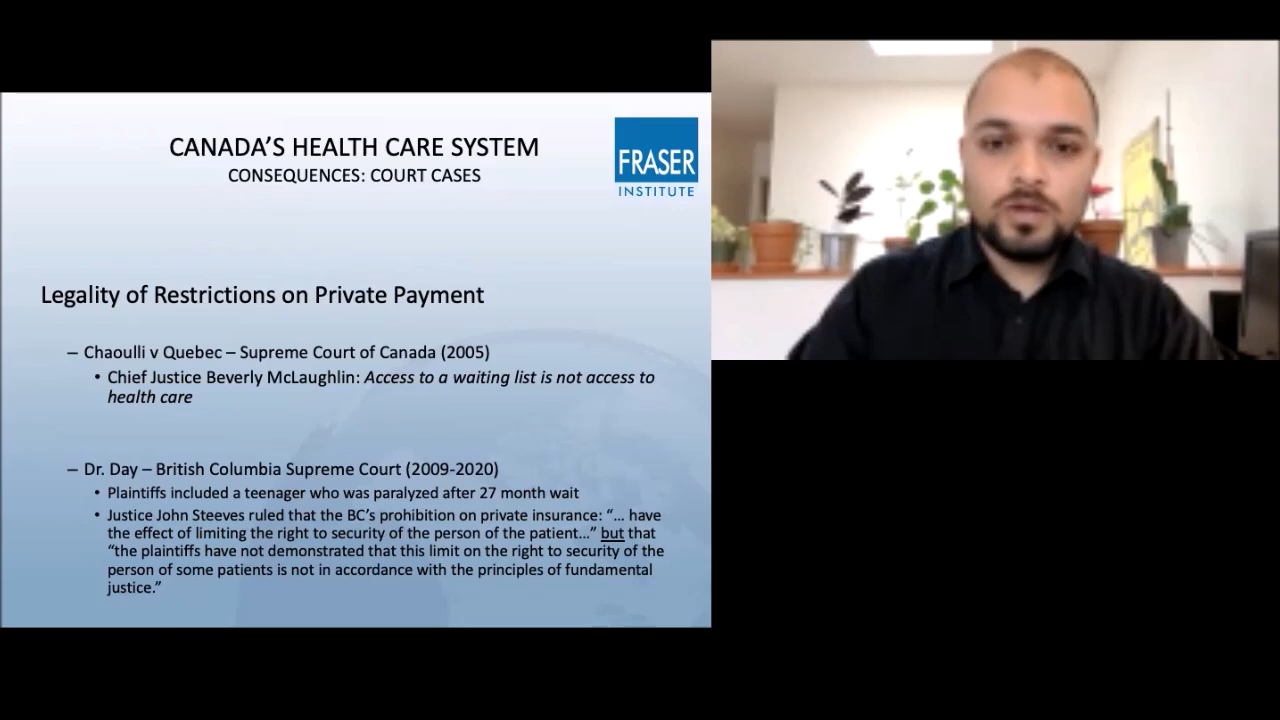 CANADA'S HEALTH CARE SYSTEM
CONSEQUENCES: COURT CASES
FRASER
INSTITUTE
Legality of Restrictions on Private Payment
– Chaoulli v Quebec – Supreme Court of Canada (2005)
• Chief Justice Beverly McLaughlin: Access to a waiting list is not access to
health care
– Dr. Day – British Columbia Supreme Court (2009-2020)
• Plaintiffs included a teenager who was paralyzed after 27 month wait
• Justice John Steeves ruled that the BC's prohibition on private insurance: “… have
the effect of limiting the right to security of the person of the patient…” but that
“the plaintiffs have not demonstrated that this limit on the right to security of the
person of some patients is not in accordance with the principles of fundamental
justice.”